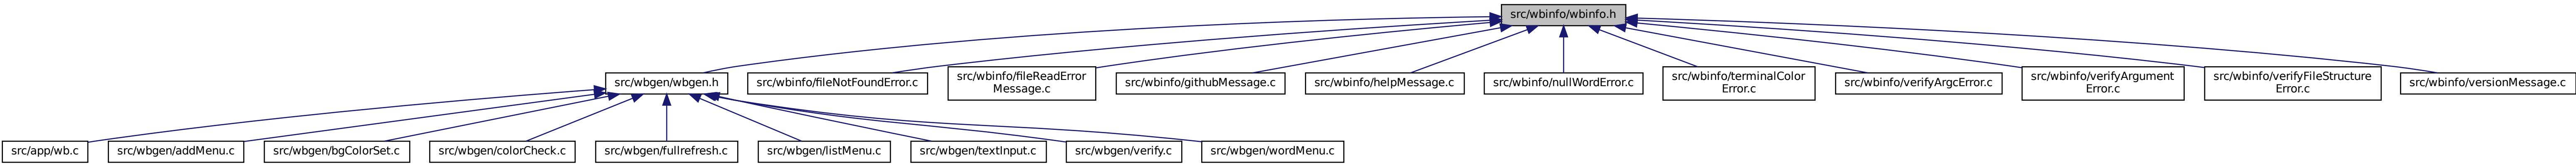 src/wbinfo/wbinfo.h
src/wbgen/wbgen.h
src/wbinfo/fileNotFoundError.c
src/wbinfo/fileReadError
Message.c
src/wbinfo/githubMessage.c
src/wbinfo/helpMessage.c
src/wbinfo/nullWordError.c
src/wbinfo/terminalColor
Error.c
src/wbinfo/verifyArgcError.c
src/wbinfo/verifyArgument
Error.c
src/wbinfo/verifyFileStructure
Error.c
src/wbinfo/versionMessage.c
src/app/wb.c
src/wbgen/addMenu.c
src/wbgen/bgColorSet.c
src/wbgen/colorCheck.c
src/wbgen/fullrefresh.c
src/wbgen/listMenu.c
src/wbgen/textInput.c
src/wbgen/verify.c
src/wbgen/wordMenu.c